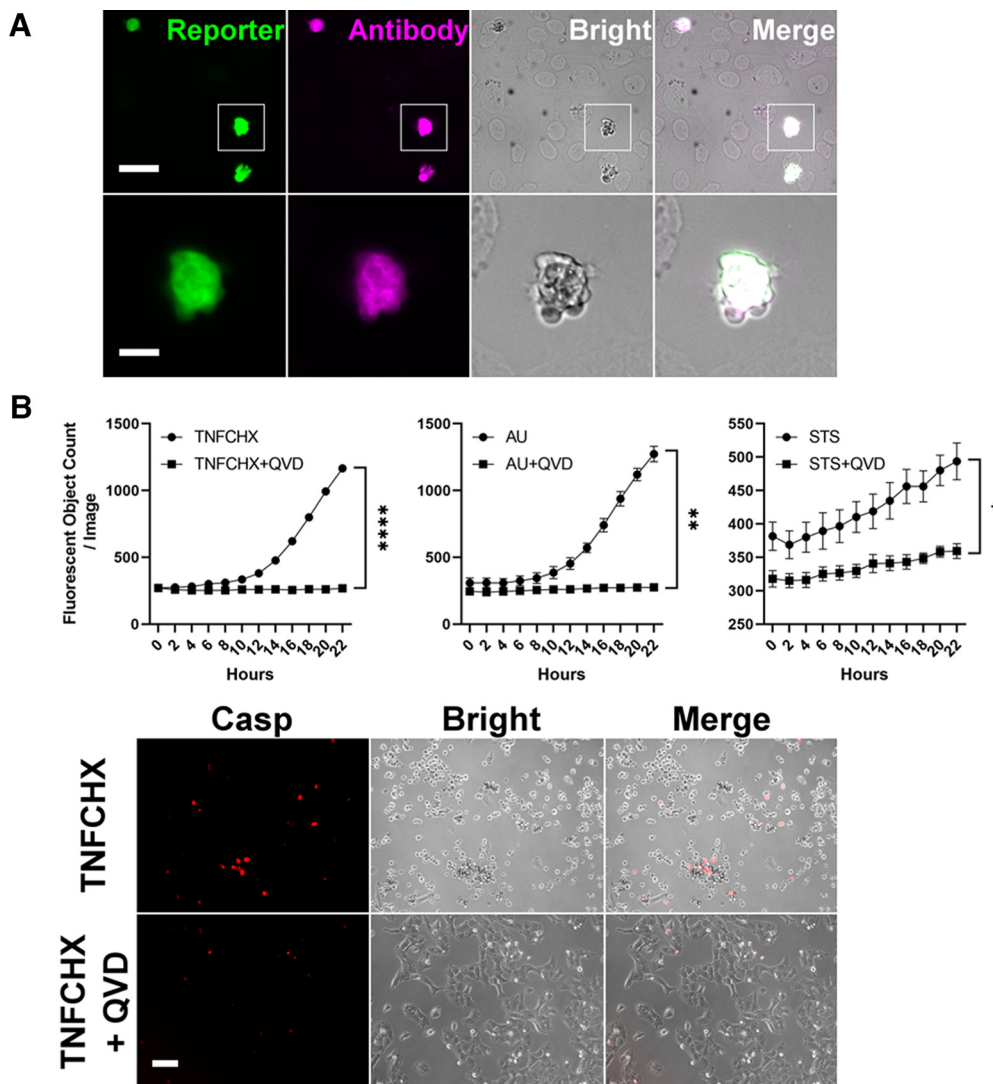 A
Reporter
Antibody
Bright
Merge
B
Fluorescent Object Count
/ Image
1500
1000
500
0
TNFCHX
TNFCHX+QVD
****
0 2 4 6 8 10 12 14 16 18 20 22
Hours
1500
1000
500
0
AU
AU+QVD
**
0 2 4 6 8 10 12 14 16 18 20 22
Hours
550
500
450
400
350
300
250
STS
STS+QVD
0 2 4 6 8 10 12 14 16 18 20 22
Hours
Casp
Bright
Merge
TNFCHX
TNFCHX
+ QVD